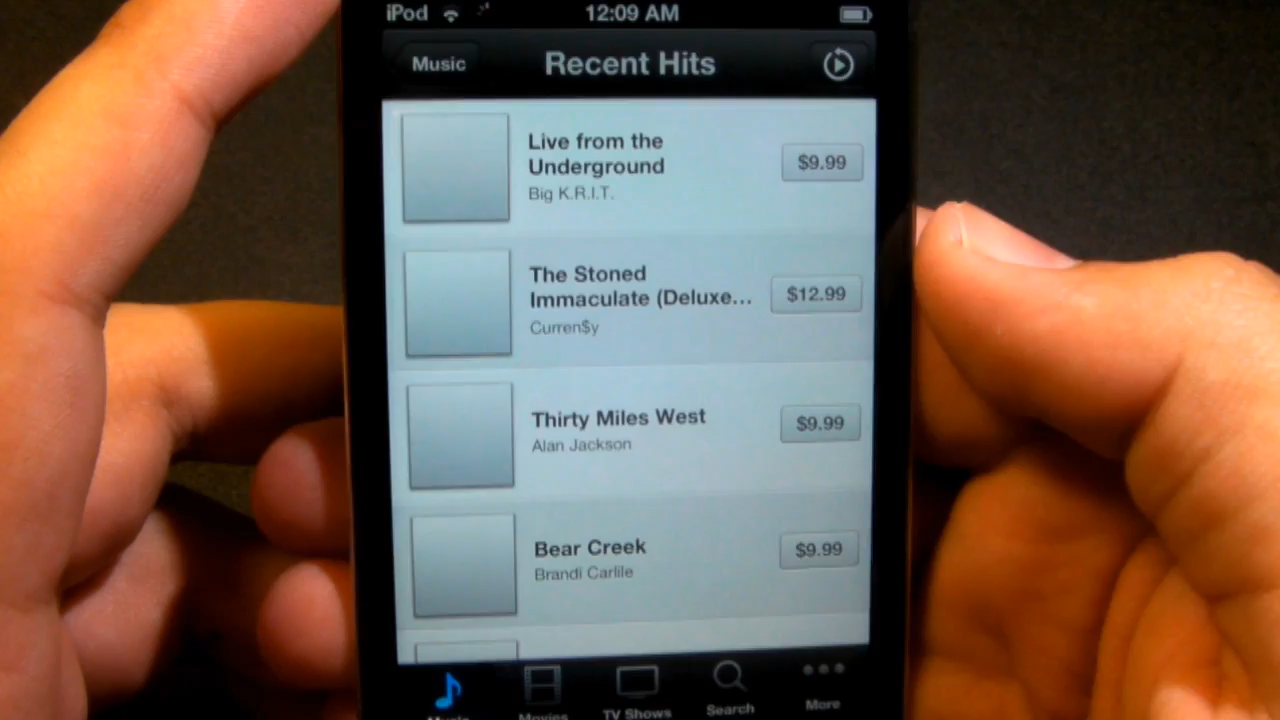 iPod 12:09 AM
Music Recent Hits
Live from the
Underground
Big K.R.I.T.
$9.99
The Stoned
Immaculate (Deluxe...
Curren$y
$12.99
Thirty Miles West
Alan Jackson
$9.99
Bear Creek
Brandi Carlile
$9.99
Music Movies TV Shows Search More